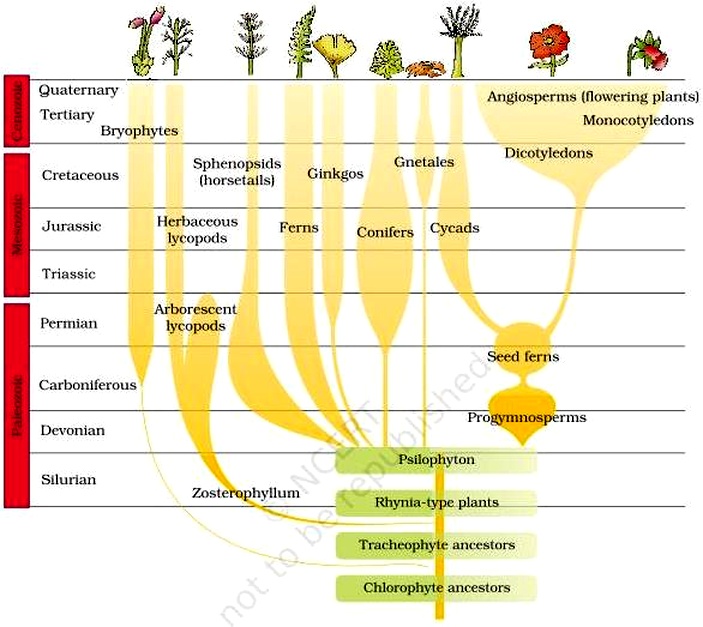 Cenozoic
Quaternary
Tertiary
Bryophytes
Angiosperms (flowering plants)
Monocotyledons
Dicotyledons
Mesozoic
Cretaceous
Sphenopsids
(horsetails)
Ginkgos
Gnetales
Jurassic
Herbaceous
lycopods
Ferns
Conifers
Cycads
Triassic
Paleozoic
Permian
Arborescent
lycopods
Seed ferns
Carboniferous
Progymnosperms
Devonian
Psilophyton
Silurian
Zosterophyllum
Rhynia-type plants
Tracheophyte ancestors
Chlorophyte ancestors
© NCERT
not to be republished